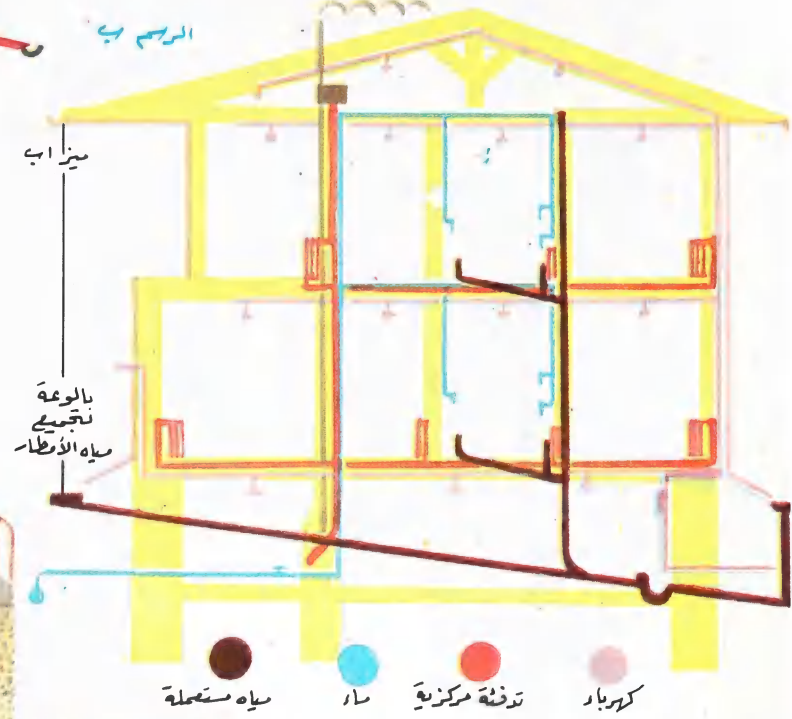 الرسم ب
ميزاب
بالوعة
لتجميع
مياه الأمطار
كهرباء
تدفئة مركزية
ماء
مياه مستعملة